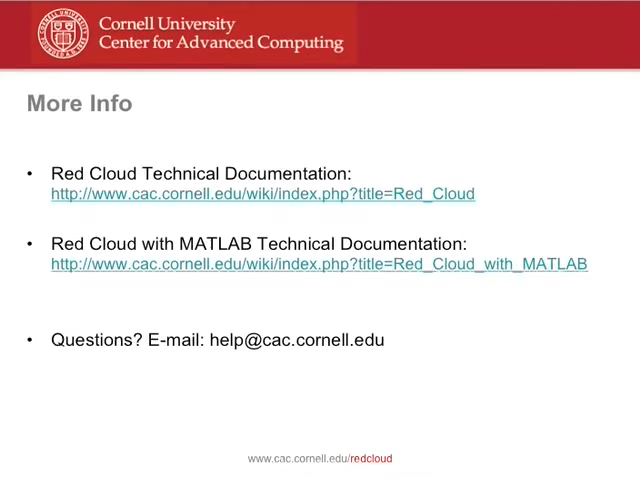 Cornell University
Center for Advanced Computing
More Info
• Red Cloud Technical Documentation:
http://www.cac.cornell.edu/wiki/index.php?title=Red_Cloud
• Red Cloud with MATLAB Technical Documentation:
http://www.cac.cornell.edu/wiki/index.php?title=Red_Cloud_with_MATLAB
• Questions? E-mail: help@cac.cornell.edu
www.cac.cornell.edu/redcloud